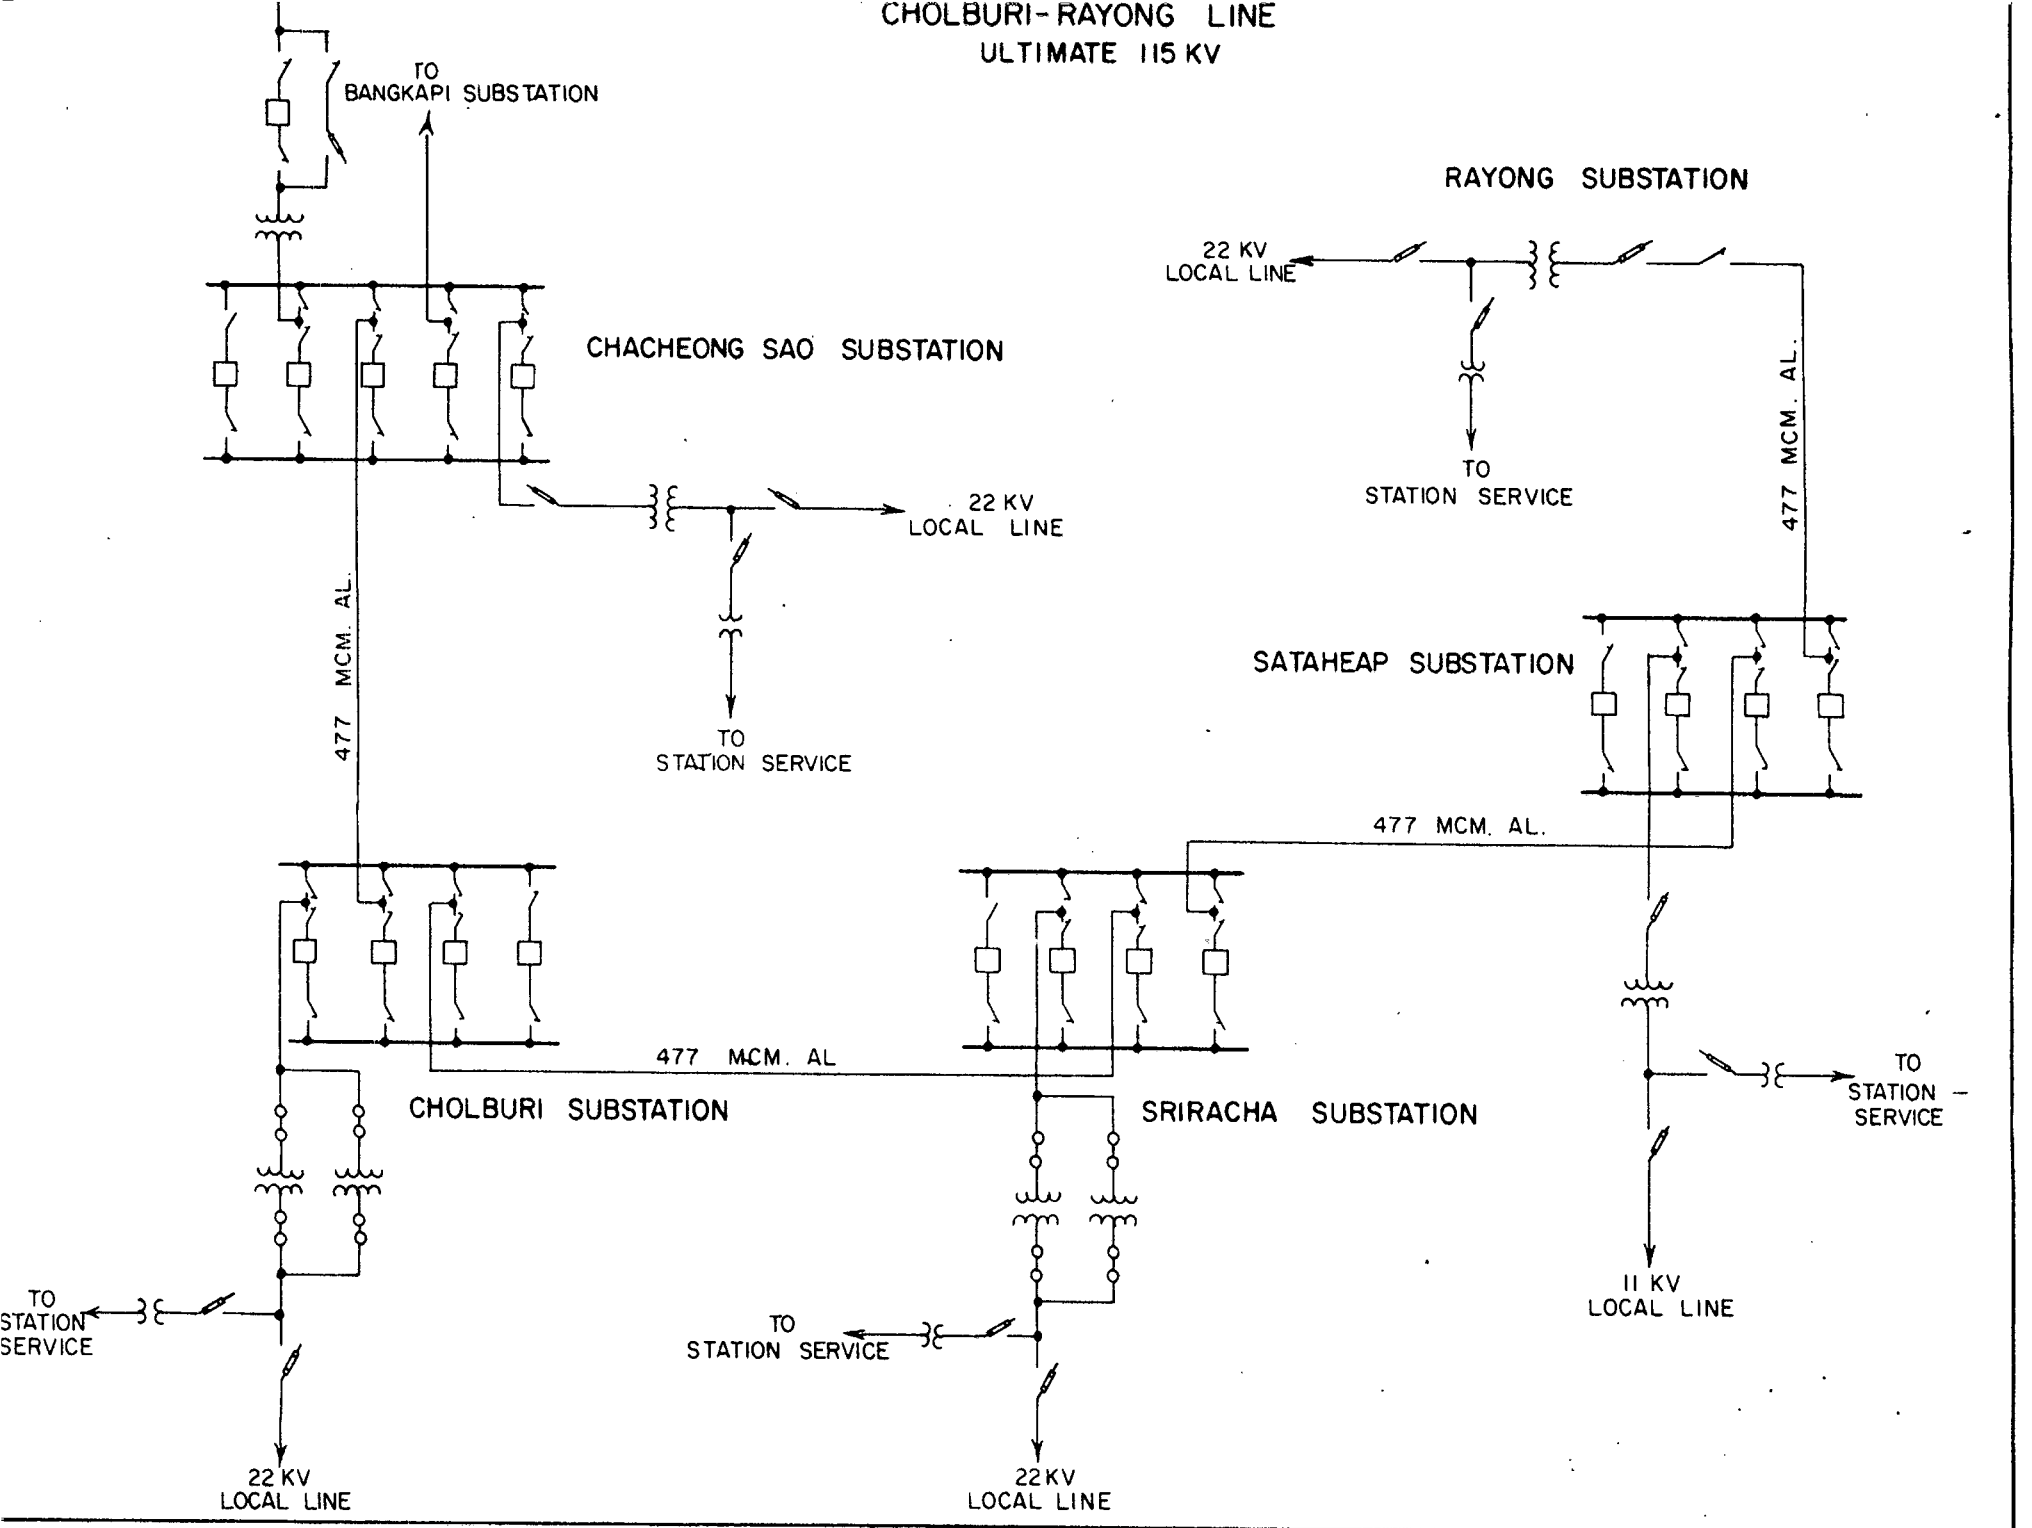 CHOLBURI-RAYONG LINE
ULTIMATE 115 KV
TO
BANGKAPI SUBSTATION
RAYONG SUBSTATION
22 KV
LOCAL LINE
CHACHEONG SAO SUBSTATION
477 MCM. AL.
TO
STATION SERVICE
22 KV
LOCAL LINE
477 MCM. AL.
SATAHEAP SUBSTATION
TO
STATION SERVICE
477 MCM. AL.
477 MCM. AL
CHOLBURI SUBSTATION
SRIRACHA SUBSTATION
TO
STATION -
SERVICE
TO
STATION
SERVICE
TO
STATION SERVICE
11 KV
LOCAL LINE
22 KV
LOCAL LINE
22 KV
LOCAL LINE